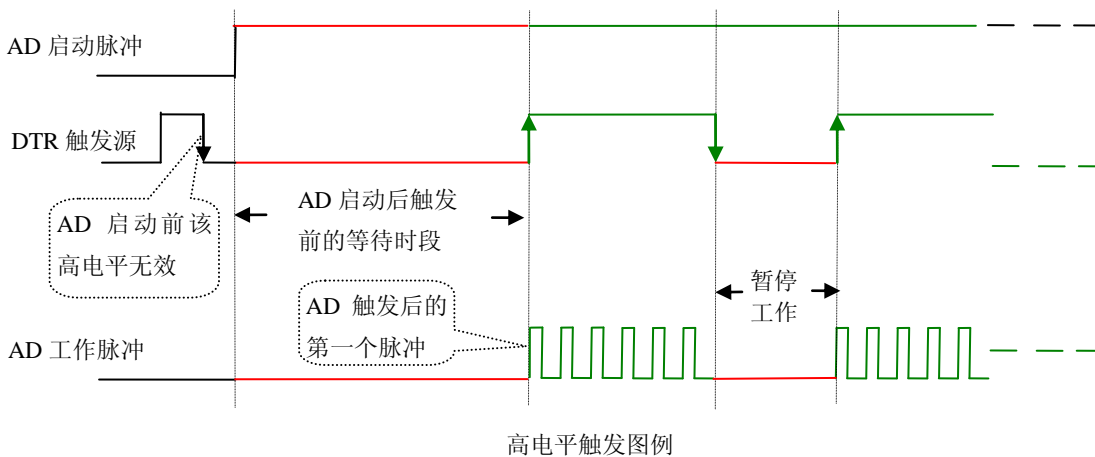 AD 启动脉冲
DTR 触发源
AD 启动前该
高电平无效
AD 启动后触发
前的等待时段
AD 触发后的
第一个脉冲
暂停
工作
AD 工作脉冲
高电平触发图例